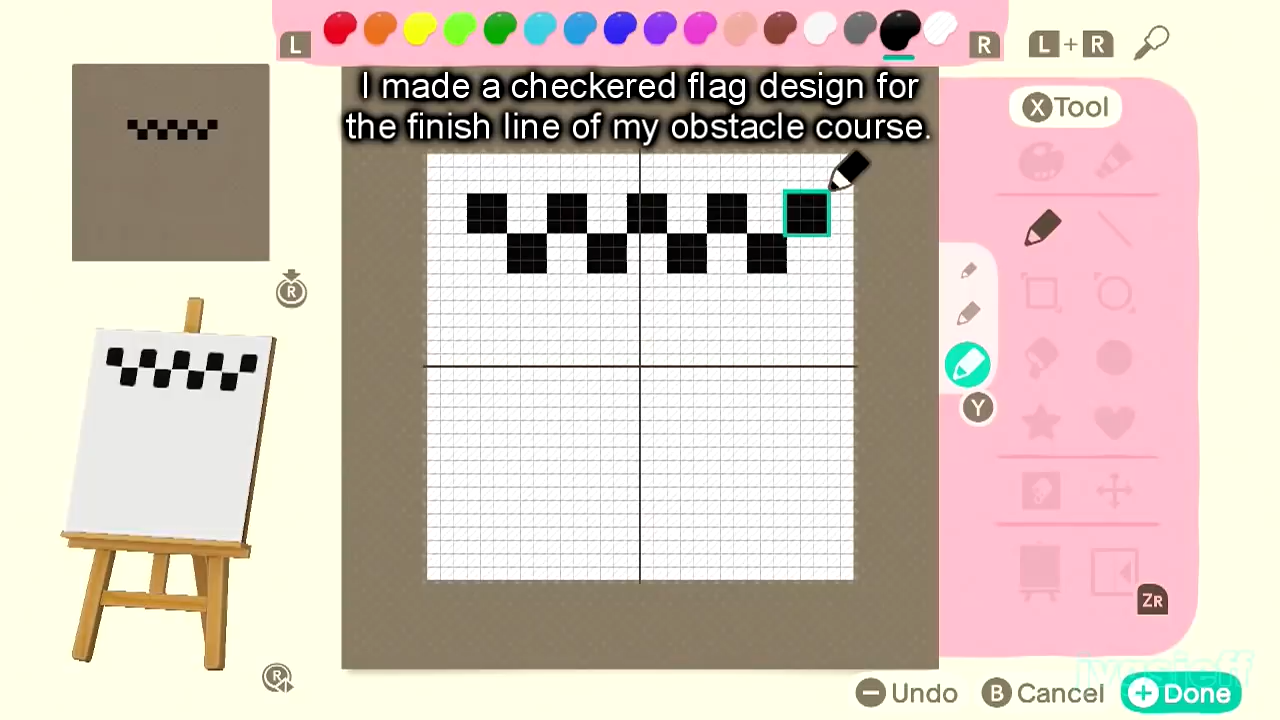 L
R
L + R
I made a checkered flag design for
the finish line of my obstacle course.
X Tool
R
Y
ZR
R
Undo
B Cancel
Done